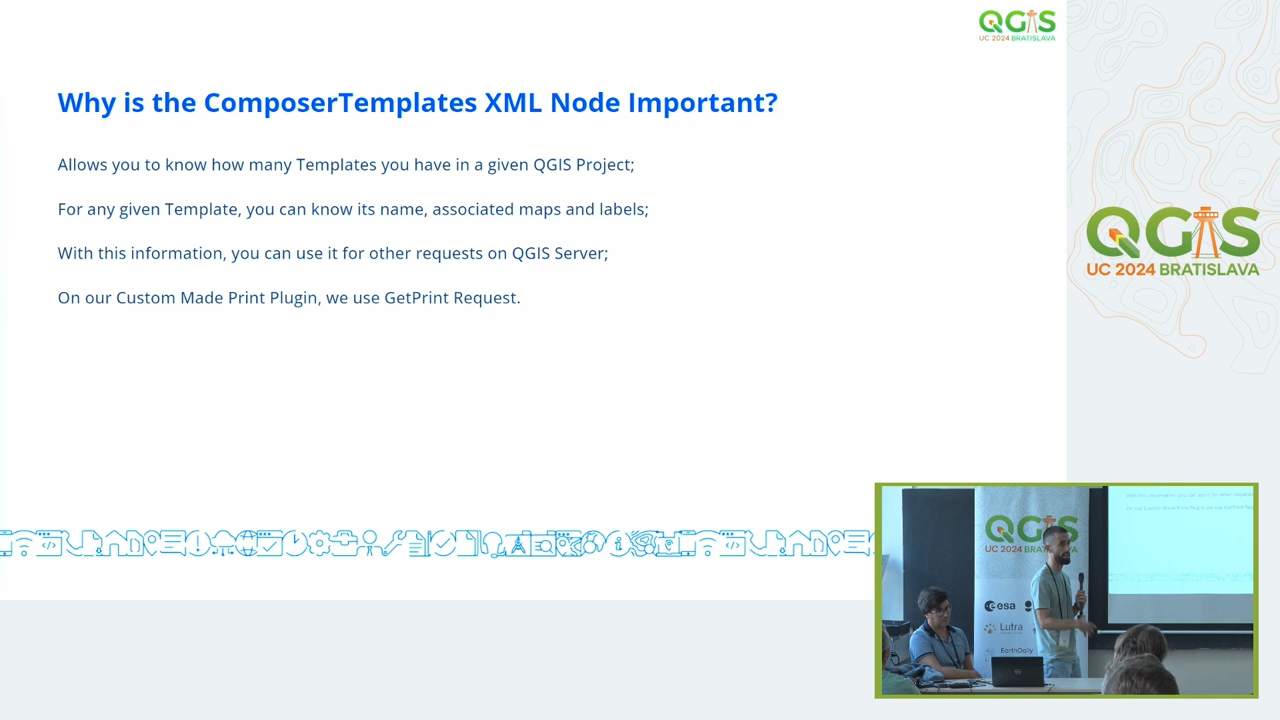 QGIS
UC 2024 BRATISLAVA
Why is the ComposerTemplates XML Node Important?
Allows you to know how many Templates you have in a given QGIS Project;
For any given Template, you can know its name, associated maps and labels;
With this information, you can use it for other requests on QGIS Server;
On our Custom Made Print Plugin, we use GetPrint Request.
QGIS
UC 2024 BRATISLAVA
QGIS
UC 2024 BRATISLAVA
esa
Lutra
EarthDaily